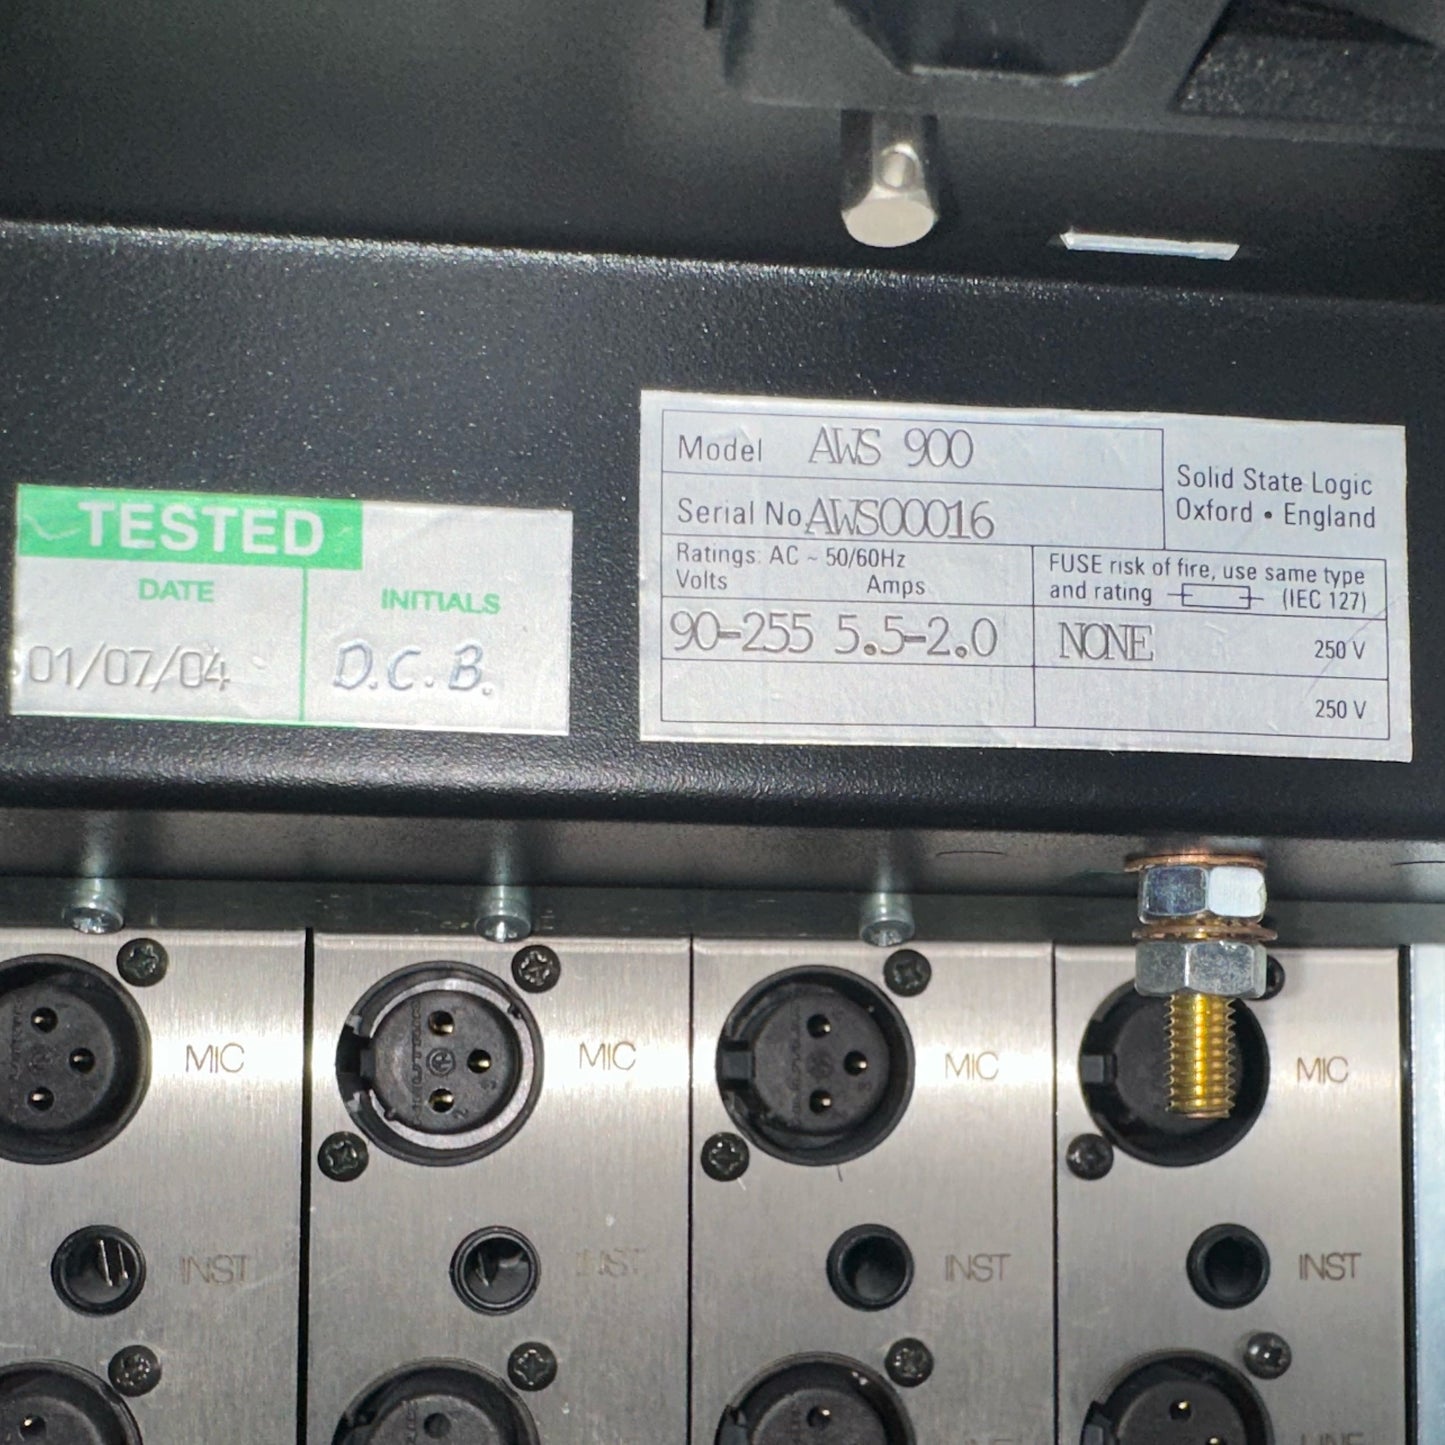 Model AWS 900
Serial No AWS00016
Solid State Logic
Oxford • England
Ratings: AC ~ 50/60Hz
Volts Amps
90-255 5.5-2.0
FUSE risk of fire, use same type
and rating (IEC 127)
NONE 250 V
250 V
TESTED
DATE INITIALS
01/07/04 D.C.B.
MIC MIC MIC MIC
INST INST INST INST
LINE